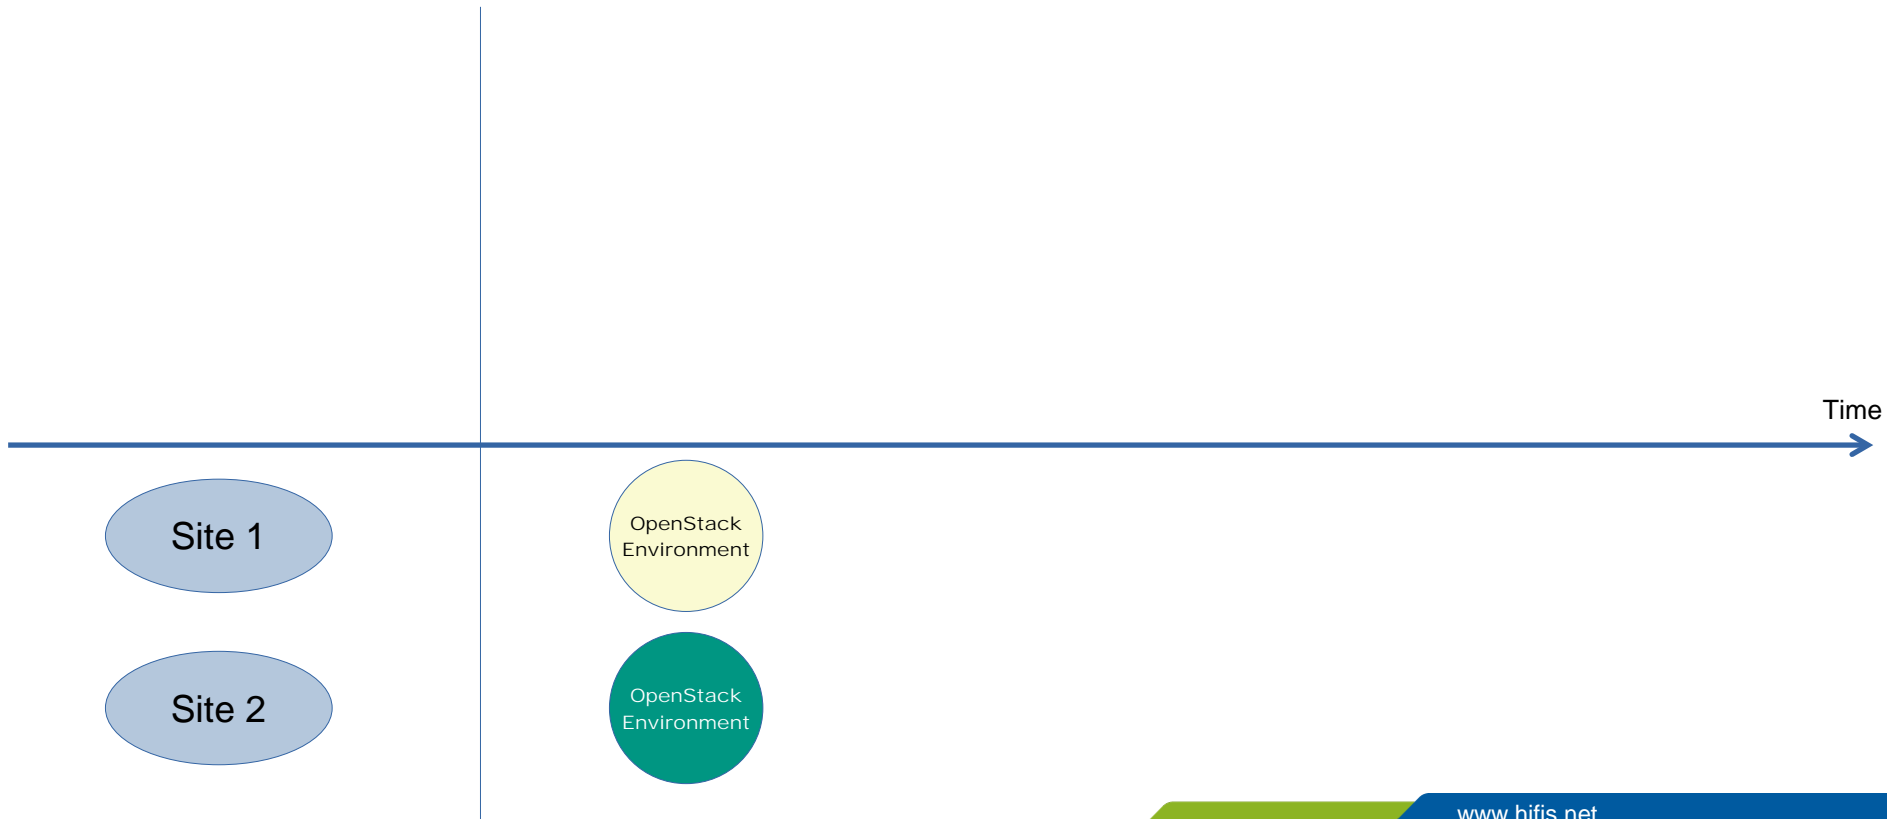 Time
Site 1
OpenStack
Environment
Site 2
OpenStack
Environment
www.hifis.net